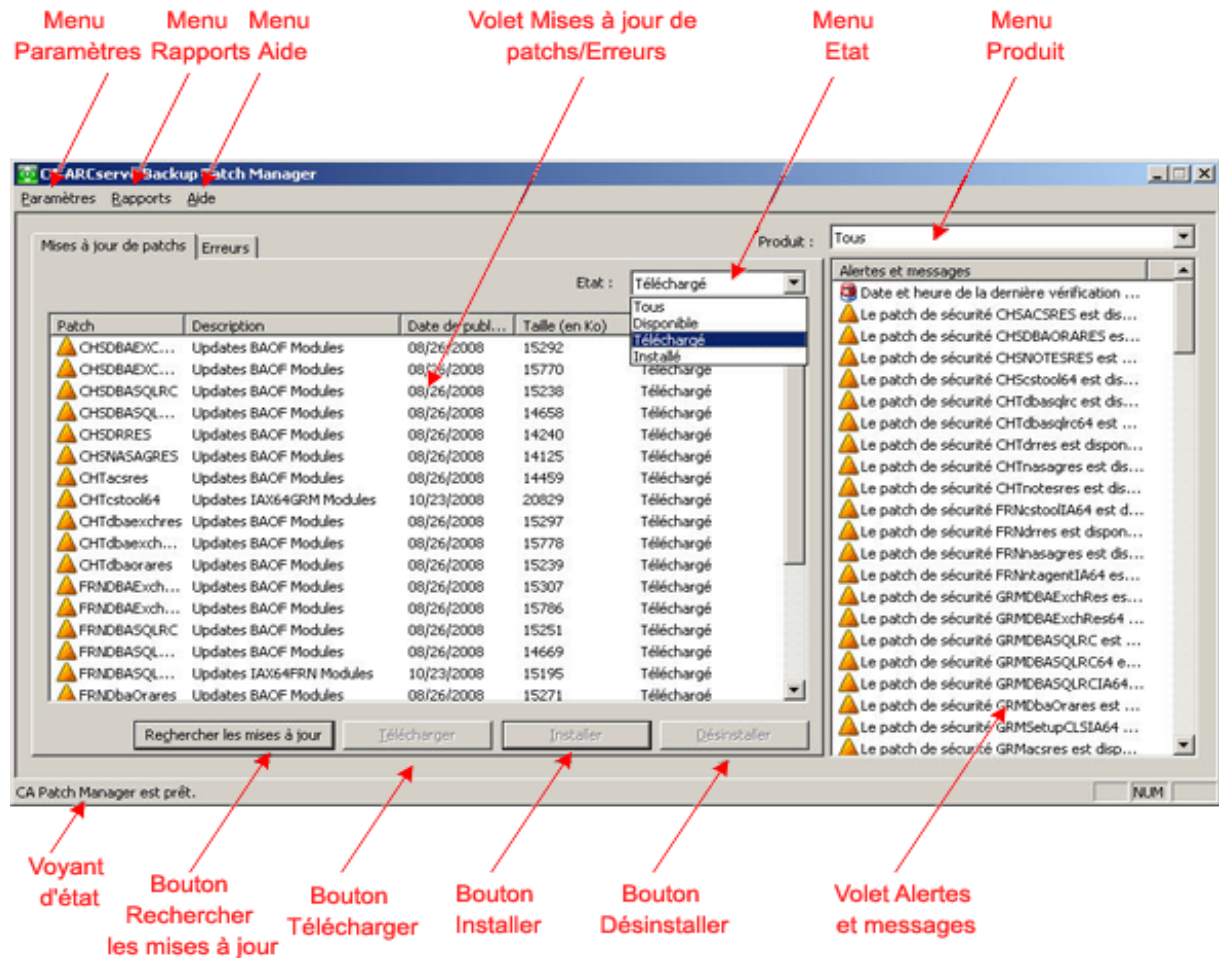 Menu Paramètres
Menu Rapports
Menu Aide
Volet Mises à jour de patchs/Erreurs
Menu Etat
Menu Produit
CA ARCserve Backup Patch Manager
Paramètres Rapports Aide
Mises à jour de patchs Erreurs
Produit : Tous
Etat : Téléchargé
Tous
Disponible
Téléchargé
Installé
Patch Description Date de publ... Taille (en Ko)
CHSDBAEXC... Updates BAOF Modules 08/26/2008 15292
CHSDBAEXC... Updates BAOF Modules 08/26/2008 15770 Téléchargé
CHSDBASQLRC Updates BAOF Modules 08/26/2008 15238 Téléchargé
CHSDBASQL... Updates BAOF Modules 08/26/2008 14658 Téléchargé
CHSDRRES Updates BAOF Modules 08/26/2008 14240 Téléchargé
CHSNASAGRES Updates BAOF Modules 08/26/2008 14125 Téléchargé
CHTacsres Updates BAOF Modules 08/26/2008 14459 Téléchargé
CHTcstool64 Updates IAX64GRM Modules 10/23/2008 20829 Téléchargé
CHTdbaexchres Updates BAOF Modules 08/26/2008 15297 Téléchargé
CHTdbaexch... Updates BAOF Modules 08/26/2008 15778 Téléchargé
CHTdbaorares Updates BAOF Modules 08/26/2008 15239 Téléchargé
FRNDBAExch... Updates BAOF Modules 08/26/2008 15307 Téléchargé
FRNDBAExch... Updates BAOF Modules 08/26/2008 15786 Téléchargé
FRNDBASQLRC Updates BAOF Modules 08/26/2008 15251 Téléchargé
FRNDBASQL... Updates BAOF Modules 08/26/2008 14669 Téléchargé
FRNDBASQL... Updates IAX64FRN Modules 10/23/2008 15195 Téléchargé
FRNDbaOrares Updates BAOF Modules 08/26/2008 15271 Téléchargé
Rechercher les mises à jour Télécharger Installer Désinstaller
Alertes et messages
Date et heure de la dernière vérification ...
Le patch de sécurité CHSACSRES est dis...
Le patch de sécurité CHSDBAORARES es...
Le patch de sécurité CHSNOTESRES est ...
Le patch de sécurité CHScstool64 est dis...
Le patch de sécurité CHTdbasqlrc est dis...
Le patch de sécurité CHTdbasqlrc64 est ...
Le patch de sécurité CHTdrres est dispon...
Le patch de sécurité CHTnasagres est dis...
Le patch de sécurité CHTnotesres est dis...
Le patch de sécurité FRNcstoolIA64 est d...
Le patch de sécurité FRNdrres est dispon...
Le patch de sécurité FRNnasagres est dis...
Le patch de sécurité FRNntagentIA64 es...
Le patch de sécurité GRMDBAExchRes es...
Le patch de sécurité GRMDBAExchRes64 ...
Le patch de sécurité GRMDBASQLRC est ...
Le patch de sécurité GRMDBASQLRC64 e...
Le patch de sécurité GRMDBASQLRCIA64...
Le patch de sécurité GRMDbaOrares est ...
Le patch de sécurité GRMSetupCLSIA64 ...
Le patch de sécurité GRMacsres est disp...
CA Patch Manager est prêt. NUM
Voyant d'état
Bouton Rechercher les mises à jour
Bouton Télécharger
Bouton Installer
Bouton Désinstaller
Volet Alertes et messages